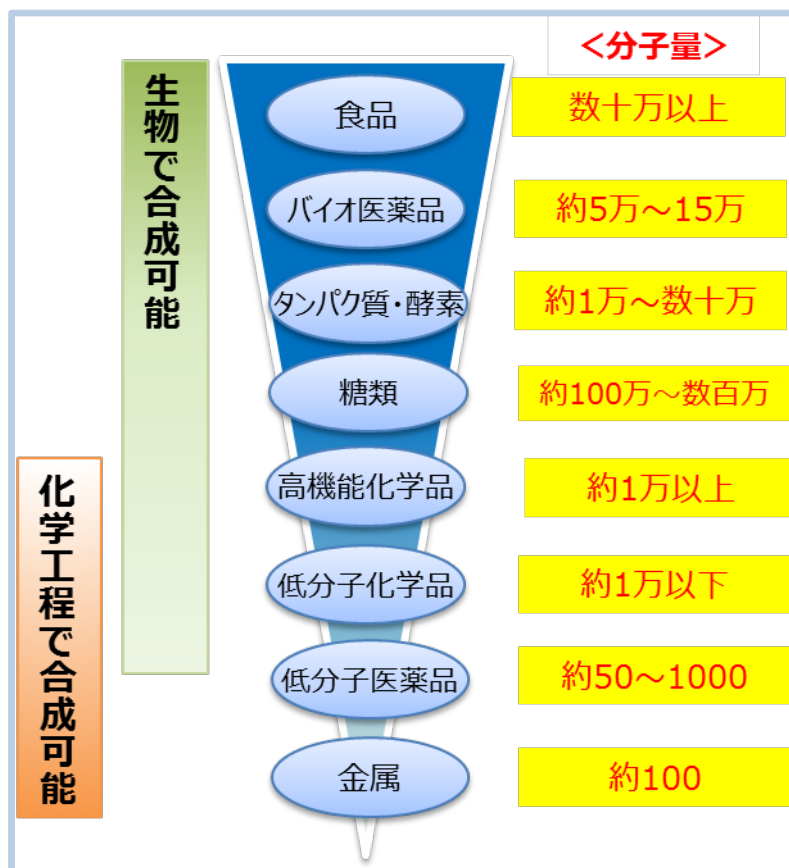 <分子量>
生物で合成可能
食品
数十万以上
バイオ医薬品
約5万～15万
タンパク質・酵素
約1万～数十万
糖類
約100万～数百万
化学工程で合成可能
高機能化学品
約1万以上
低分子化学品
約1万以下
低分子医薬品
約50～1000
金属
約100